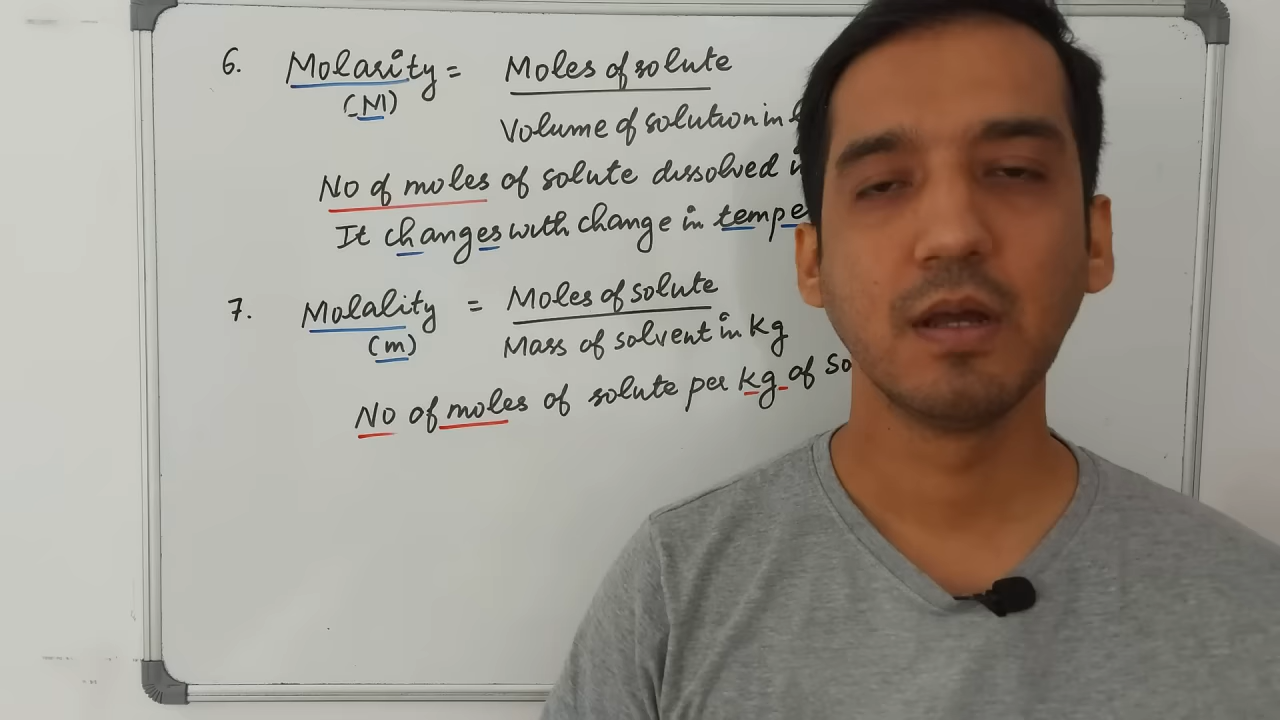 6. Molarity = Moles of solute
(M)
Volume of solution in
No of moles of solute dissolved
It changes with change in tempe
7. Molality = Moles of solute
(m)
Mass of solvent in Kg
No of moles of solute per kg of so